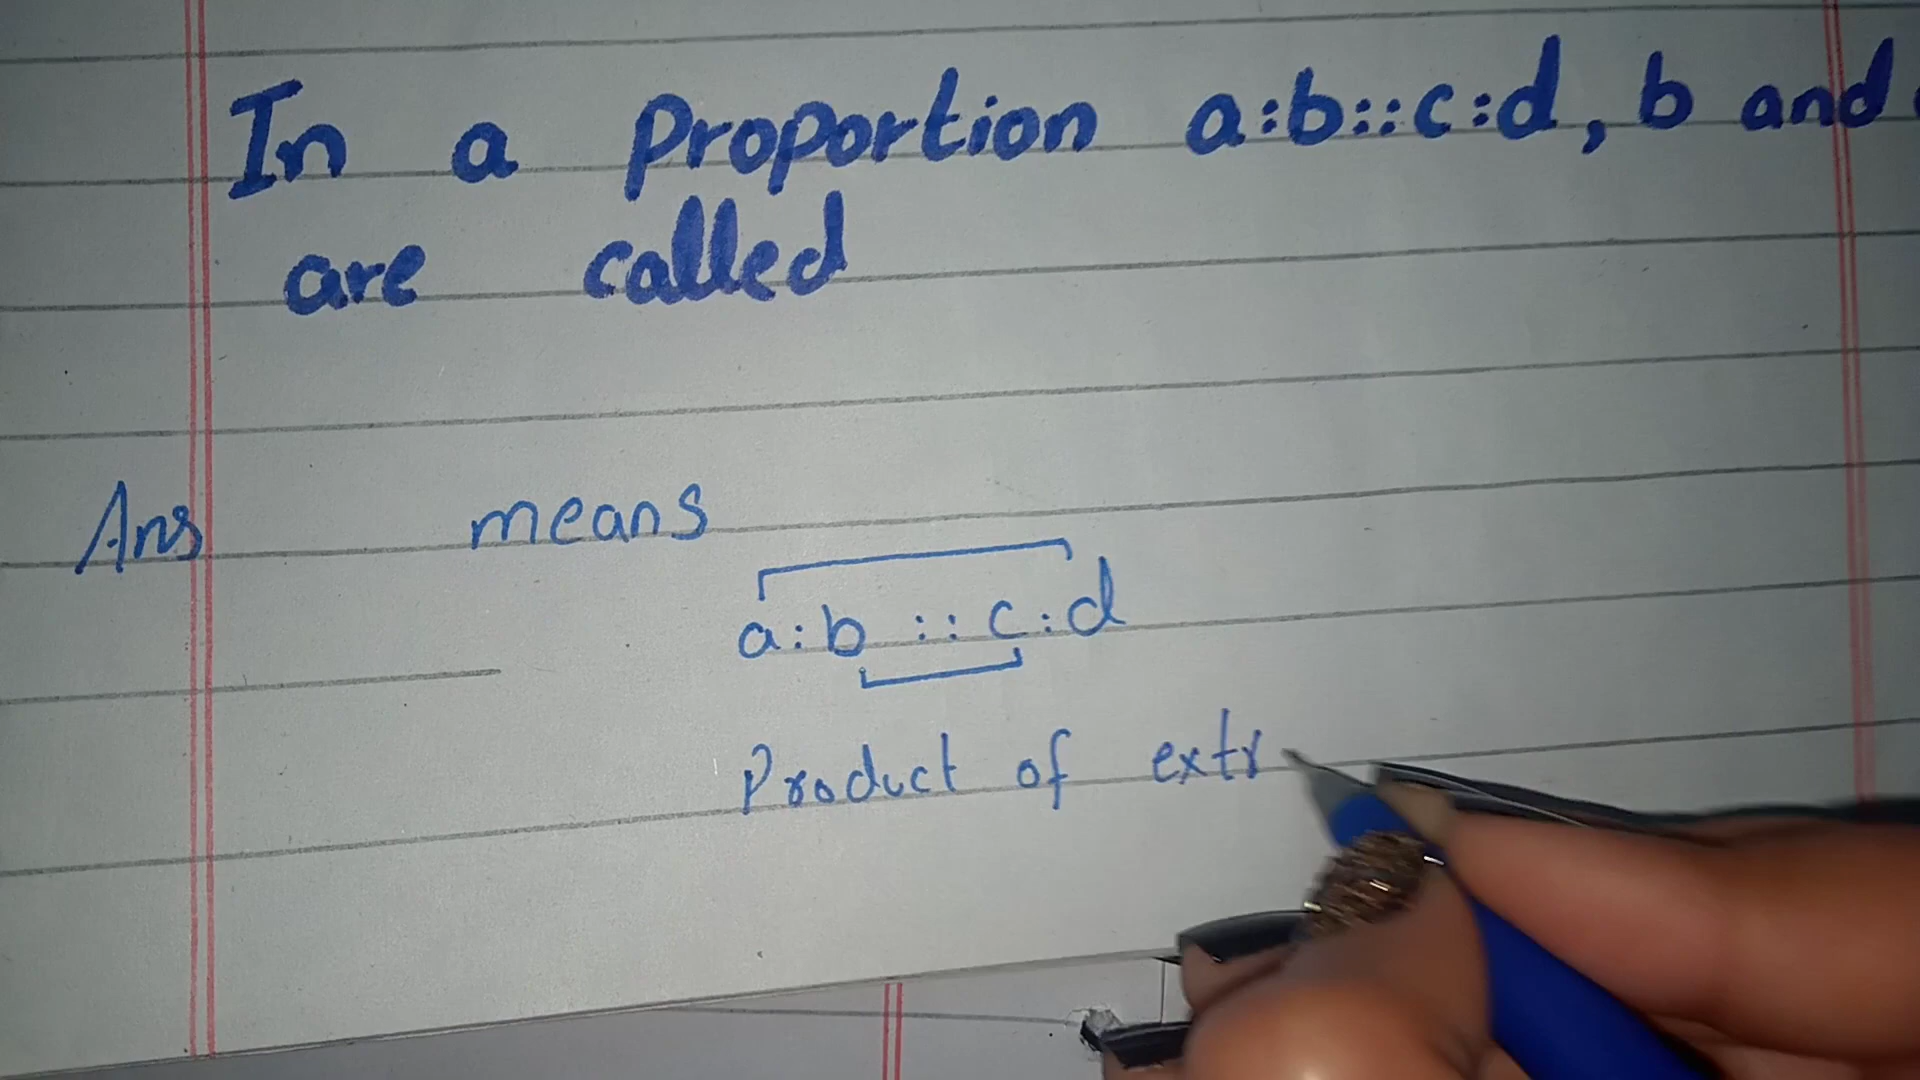 In a Proportion a:b::c:d, b and
are called
Ans means
a:b :: c:d
Product of extr